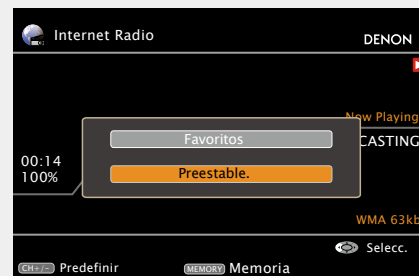 Internet Radio
DENON
Now Playing
CASTING
Favoritos
Preestable.
00:14
100%
WMA 63kb
Selecc.
CH+/- Predefinir
MEMORY Memoria